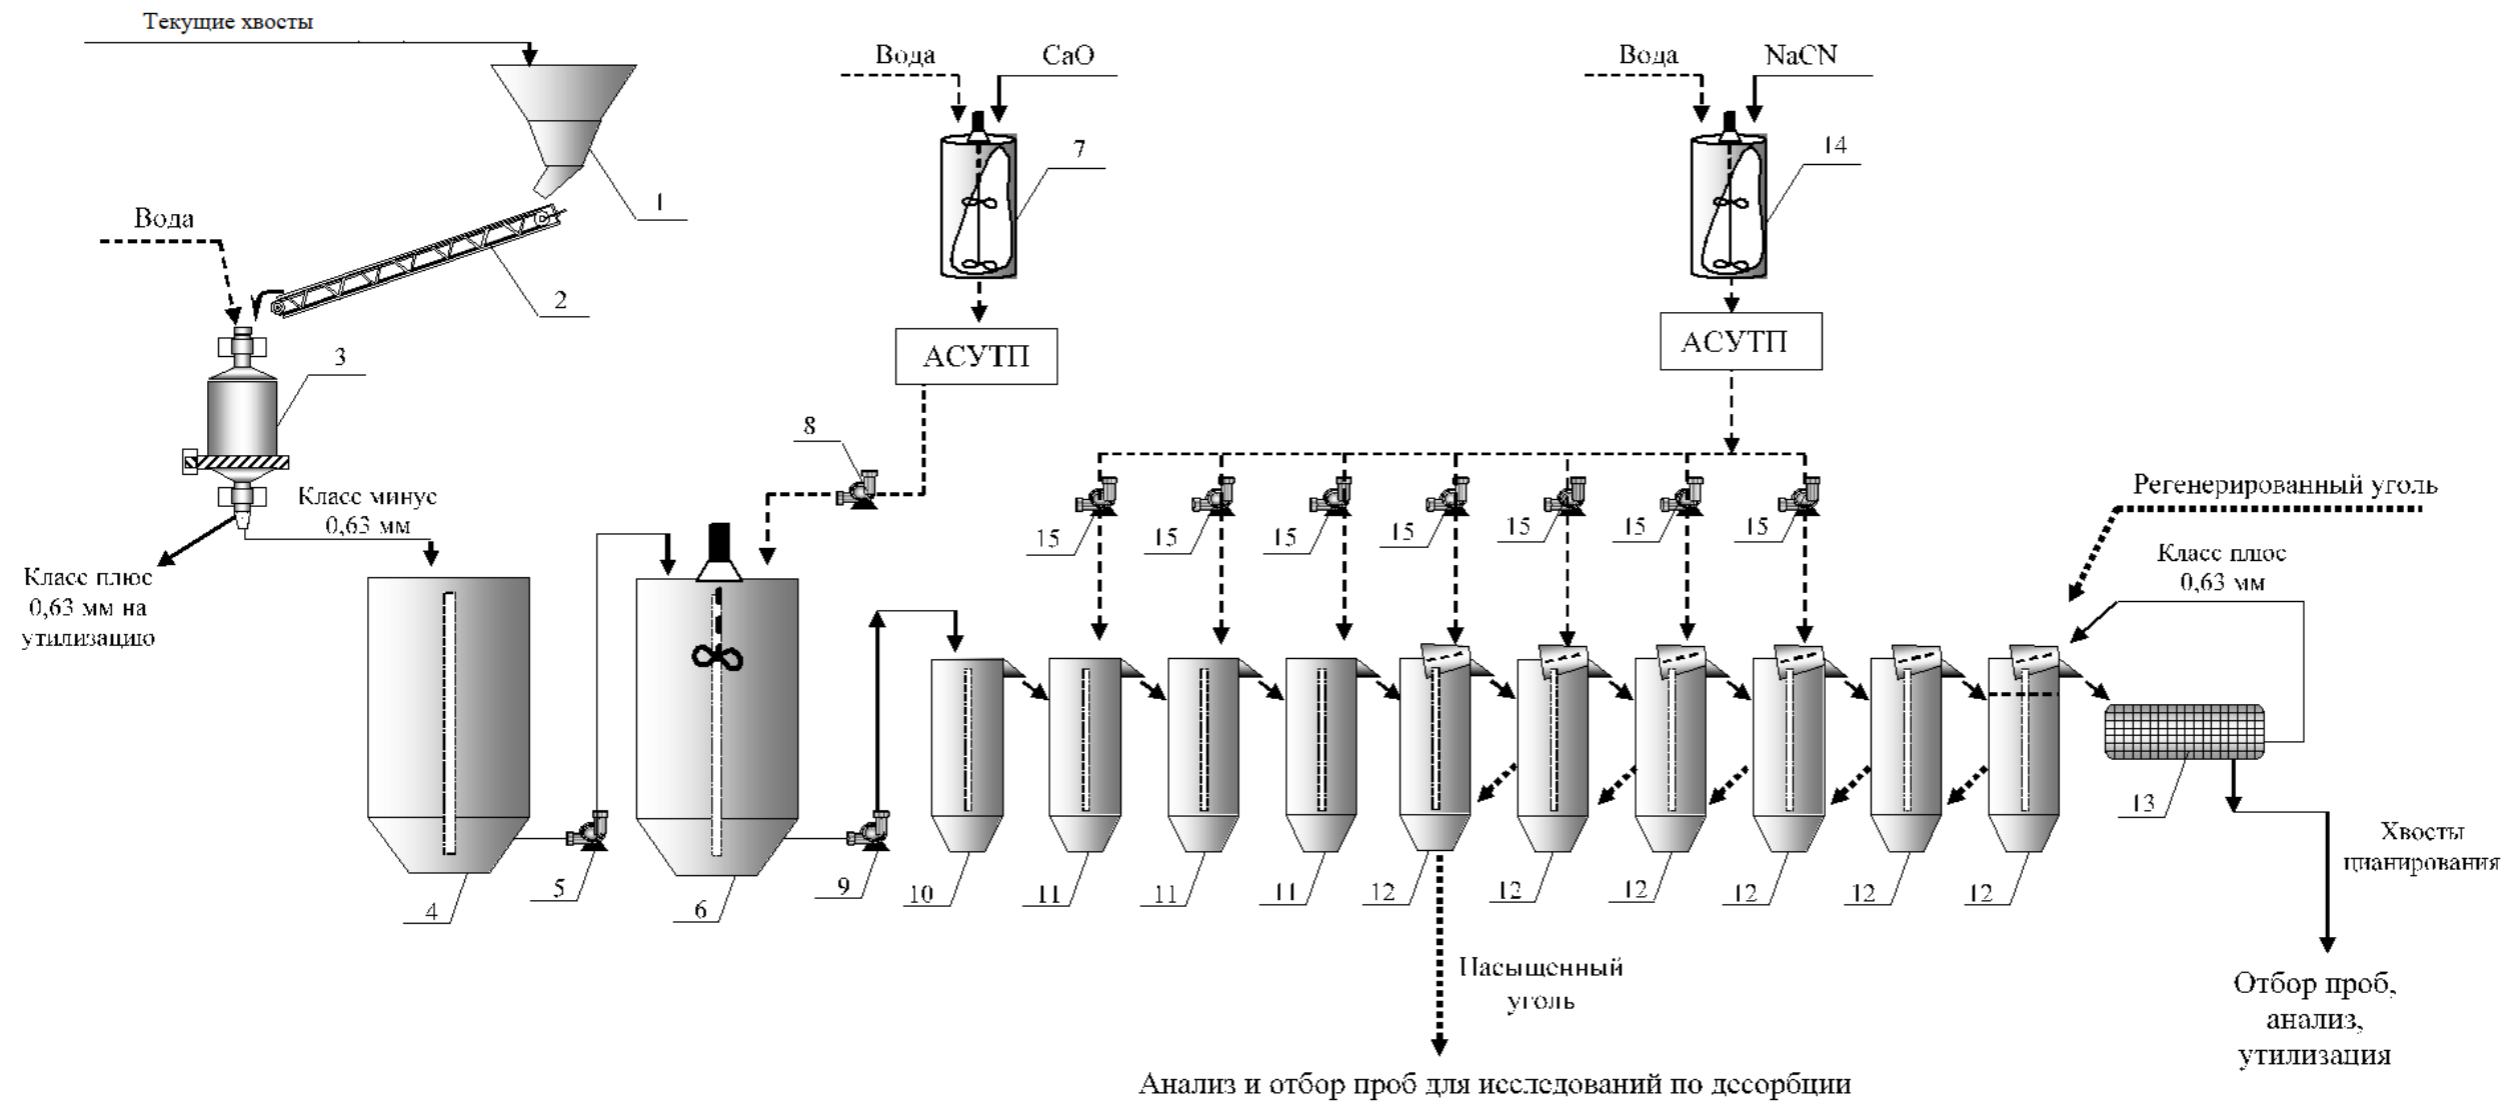 Текущие хвосты
Вода
CaO
Вода
NaCN
7
14
1
Вода
2
АСУТП
АСУТП
3
8
Класс минус
0,63 мм
Регенерированный уголь
15
15
15
15
15
15
15
Класс плюс
0,63 мм
Класс плюс
0,63 мм на
утилизацию
13
Хвосты
цианирования
4
5
6
9
10
11
11
11
12
12
12
12
12
12
Насыщенный
уголь
Отбор проб,
анализ,
утилизация
Анализ и отбор проб для исследований по десорбции